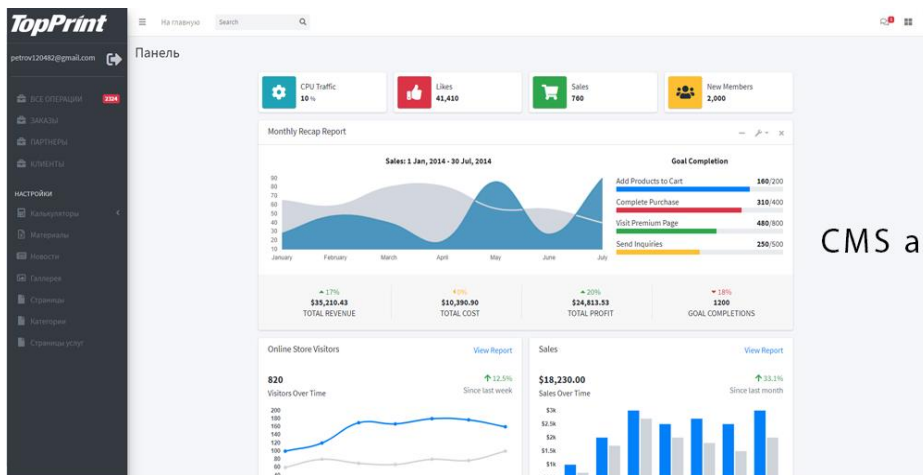 TopPrint
На главную
Search
petrov120482@gmail.com
Панель
ВСЕ ОПЕРАЦИИ 2324
ЗАКАЗЫ
ПАРТНЕРЫ
КЛИЕНТЫ
НАСТРОЙКИ
Калькуляторы
Материалы
Новости
Галлерея
Страницы
Категории
Страницы услуг
CPU Traffic
10 %
Likes
41,410
Sales
760
New Members
2,000
Monthly Recap Report
Sales: 1 Jan, 2014 - 30 Jul, 2014
90
80
70
60
50
40
30
20
10
January February March April May June July
Goal Completion
Add Products to Cart 160/200
Complete Purchase 310/400
Visit Premium Page 480/800
Send Inquiries 250/500
17%
$35,210.43
TOTAL REVENUE
0%
$10,390.90
TOTAL COST
20%
$24,813.53
TOTAL PROFIT
18%
1200
GOAL COMPLETIONS
Online Store Visitors View Report
820
Visitors Over Time
12.5%
Since last week
200
180
160
140
120
100
80
60
Sales View Report
$18,230.00
Sales Over Time
33.1%
Since last month
$3k
$2.5k
$2k
$1.5k
$1k
CMS a